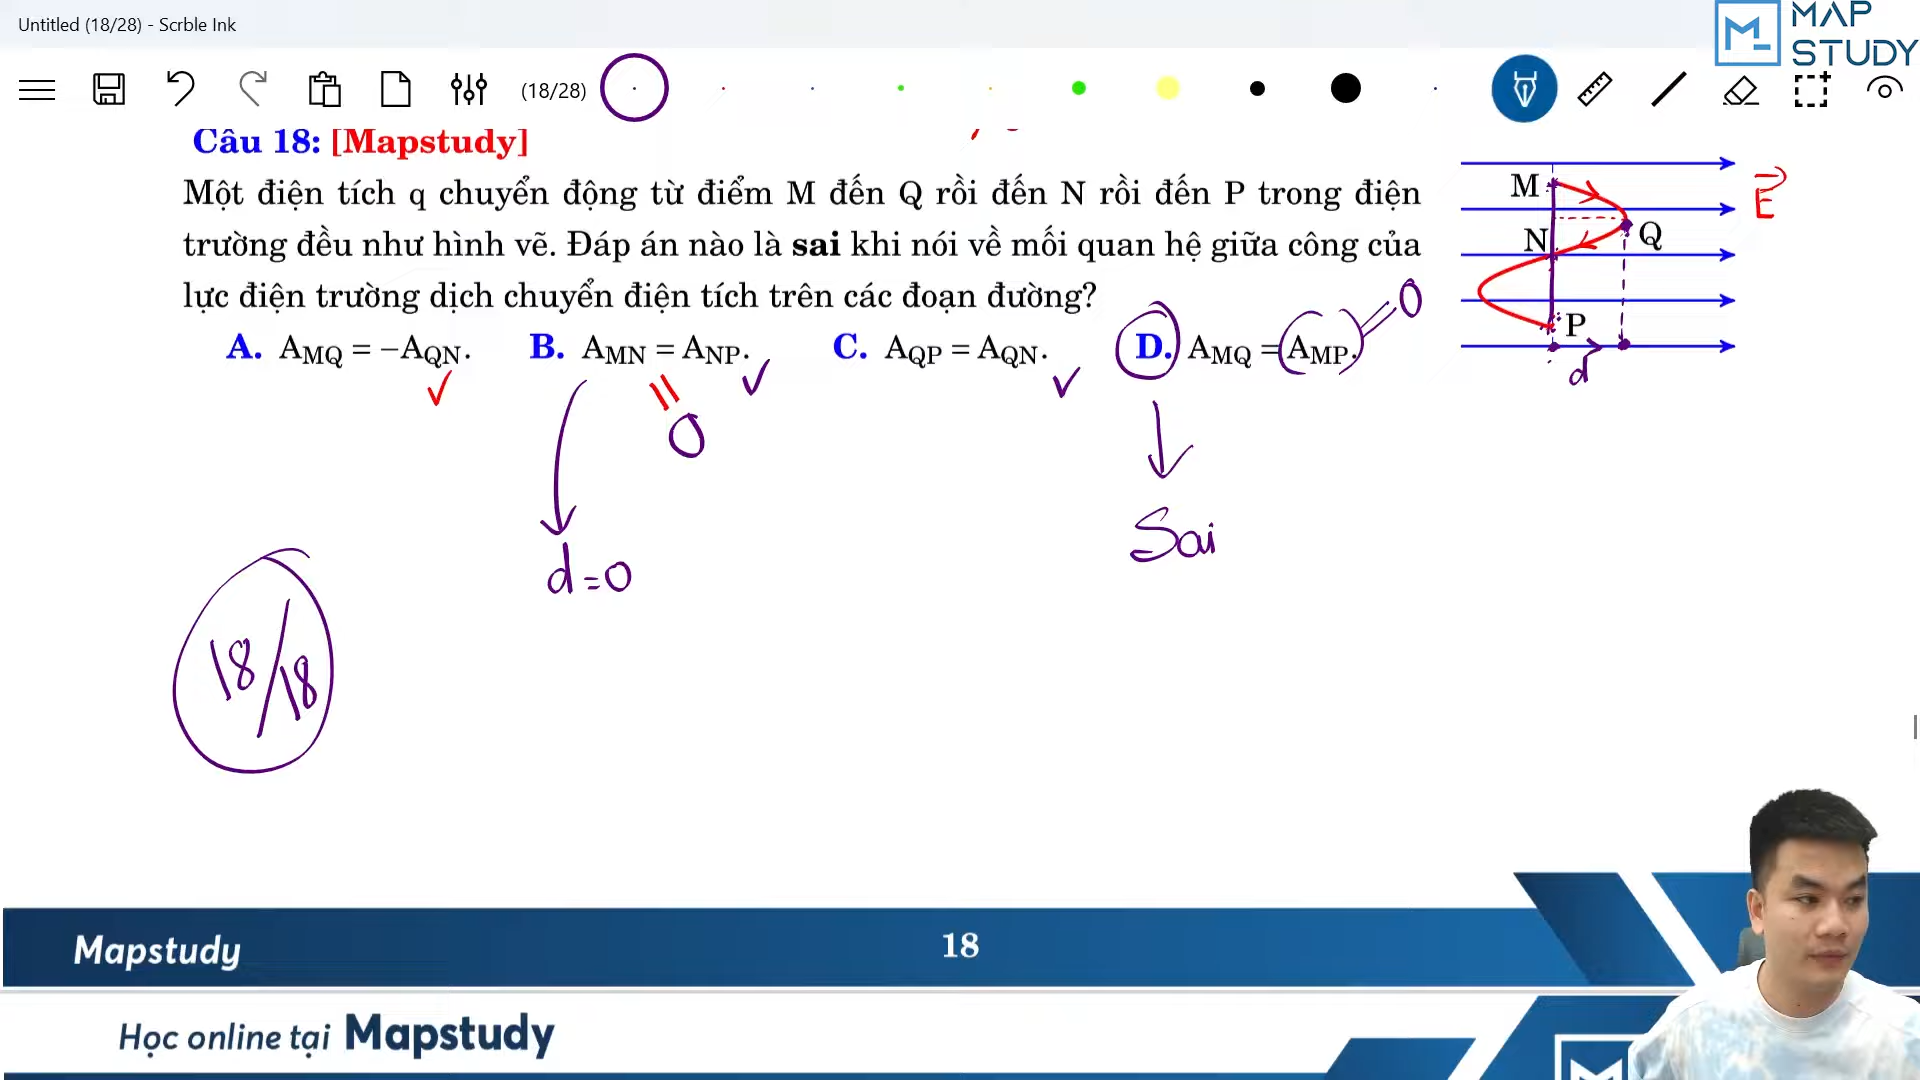 Untitled (18/28) - Scrble Ink
MAP
STUDY
(18/28)
Câu 18: [Mapstudy]
Một điện tích q chuyển động từ điểm M đến Q rồi đến N rồi đến P trong điện
trường đều như hình vẽ. Đáp án nào là sai khi nói về mối quan hệ giữa công của
lực điện trường dịch chuyển điện tích trên các đoạn đường?
A. AMQ = −AQN. B. AMN = ANP. C. AQP = AQN. D. AMQ = AMP. = 0
M
E
Q
N
P
d
= 0
d = 0
Sai
18/18
Mapstudy
18
Học online tại Mapstudy